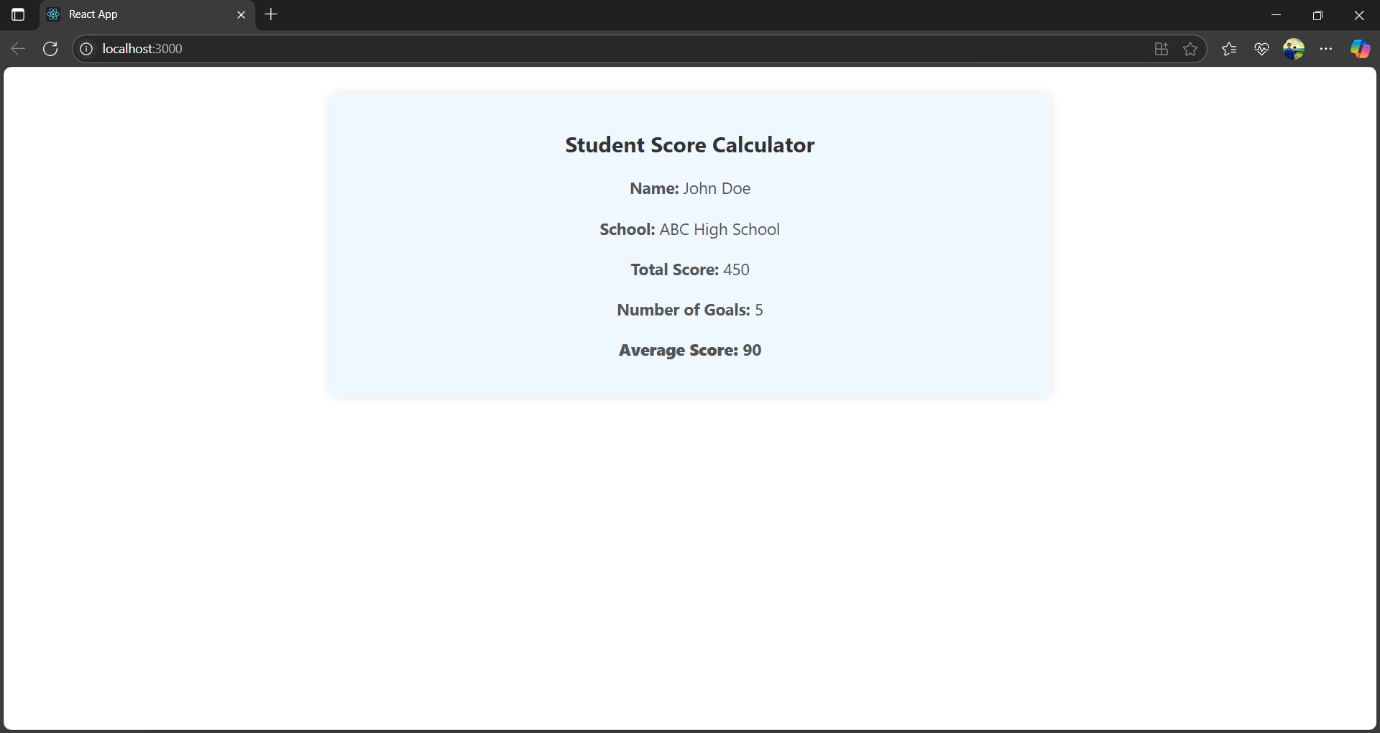 React App
localhost:3000
Student Score Calculator
Name: John Doe
School: ABC High School
Total Score: 450
Number of Goals: 5
Average Score: 90